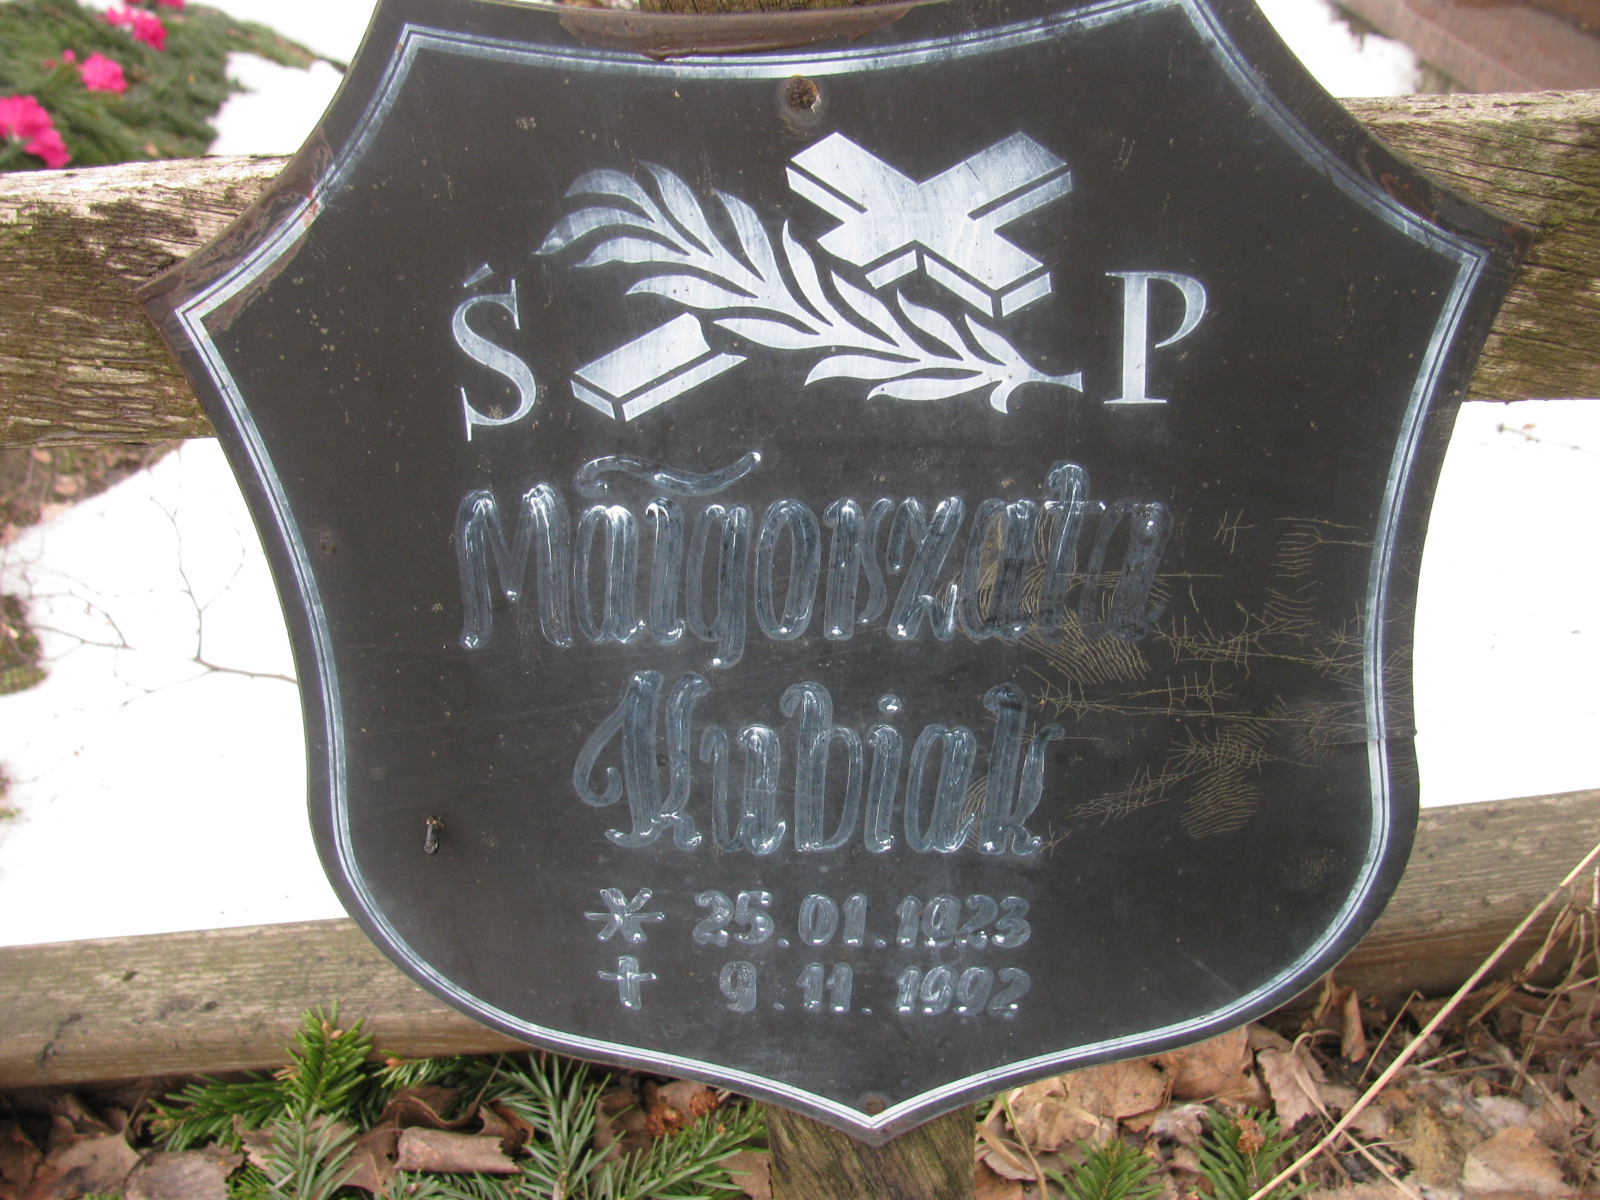 Ś P
Małgorzata
Kubiak
* 25.01.1923
† 9.11.1992